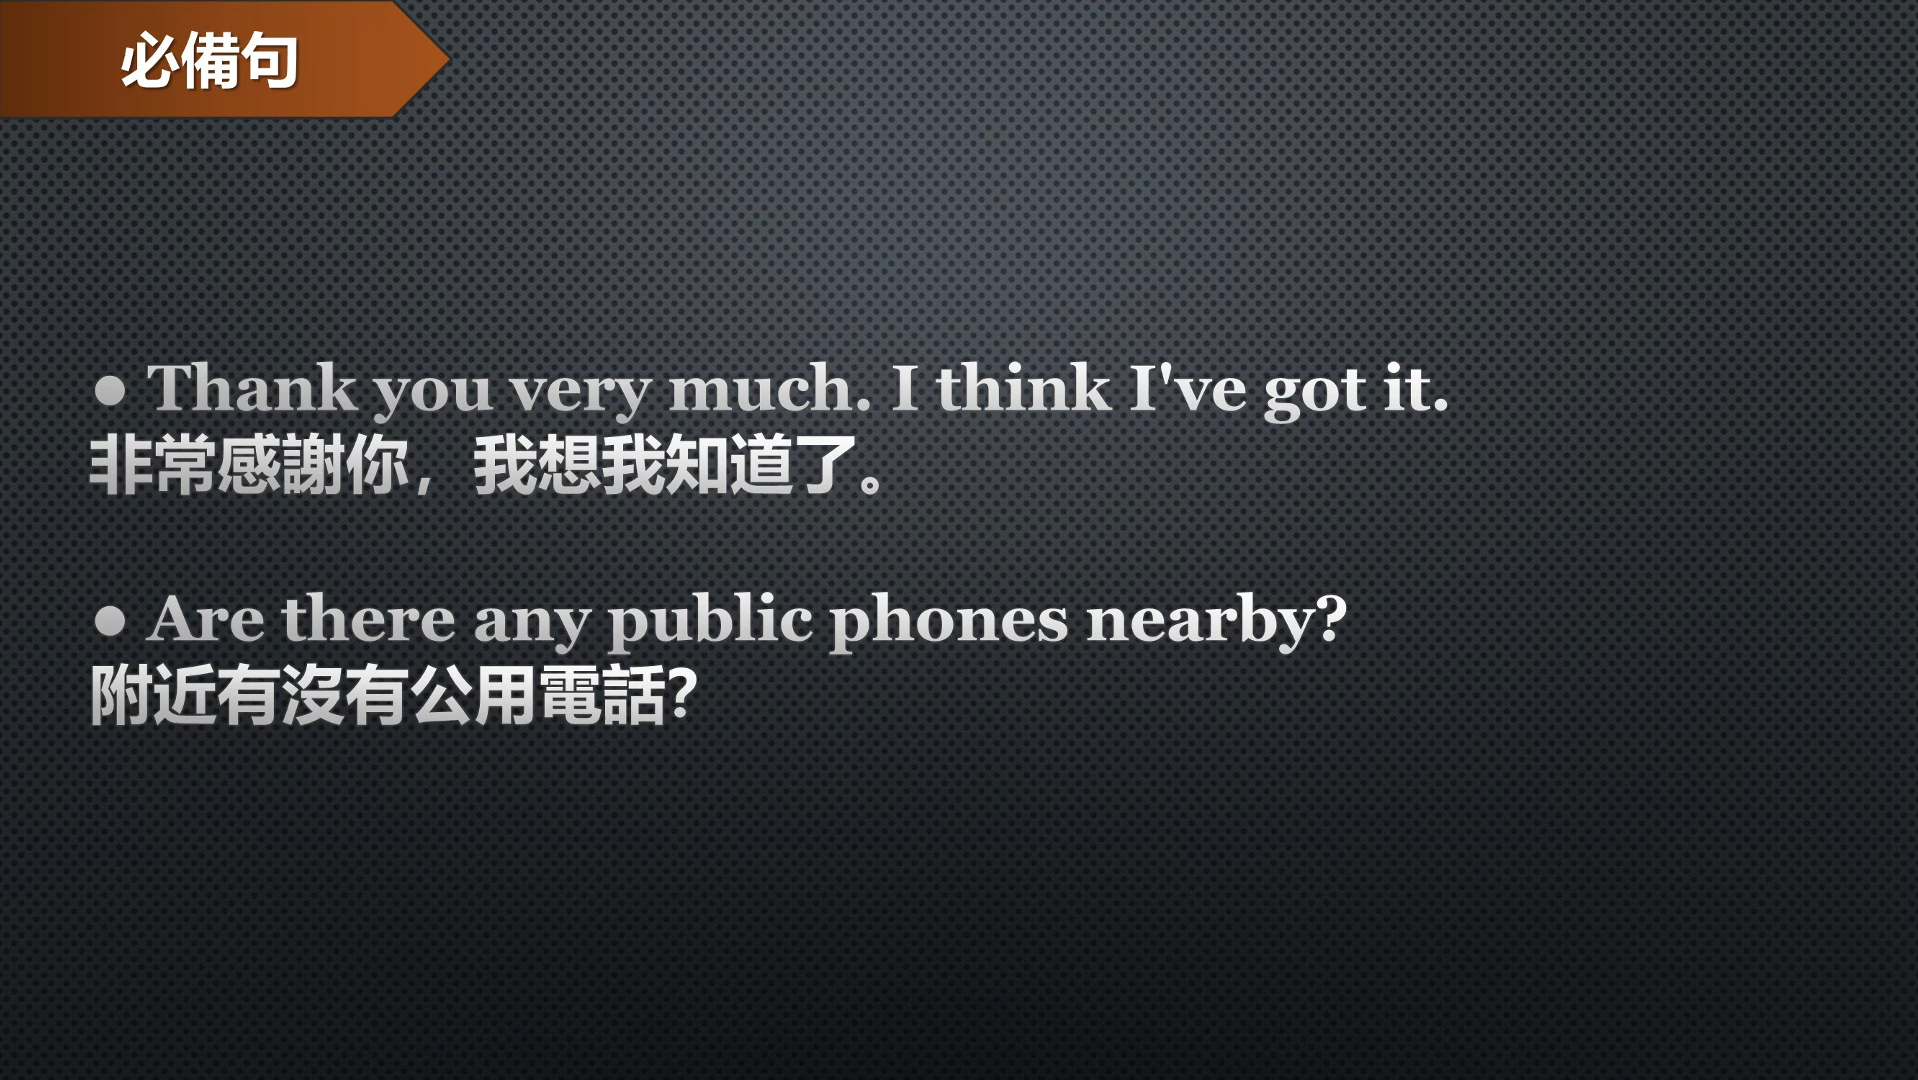 必備句
● Thank you very much. I think I've got it.
非常感謝你，我想我知道了。
● Are there any public phones nearby?
附近有沒有公用電話？